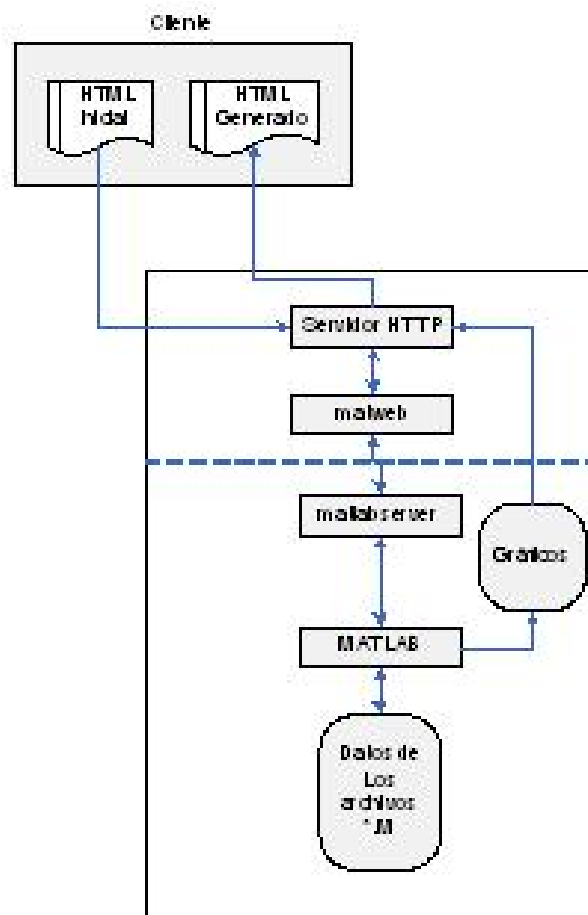 Cliente
HTML
Inicial
HTML
Generado
Servidor HTTP
matweb
matlabserver
Gráficos
MATLAB
Datos de
Los
archivos
*.M